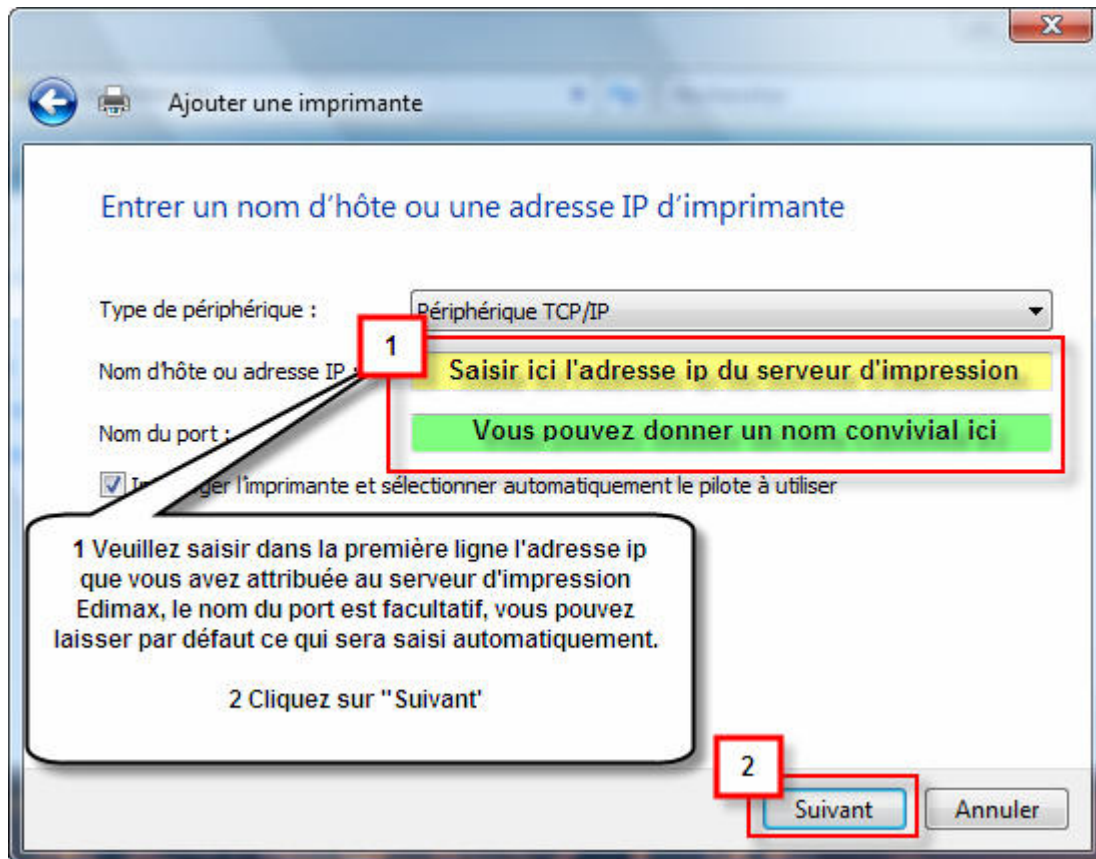 Ajouter une imprimante
Entrer un nom d'hôte ou une adresse IP d'imprimante
Type de périphérique :
Périphérique TCP/IP
1
Nom d'hôte ou adresse IP :
Saisir ici l'adresse ip du serveur d'impression
Nom du port :
Vous pouvez donner un nom convivial ici
l'imprimante et sélectionner automatiquement le pilote à utiliser
1 Veuillez saisir dans la première ligne l'adresse ip
que vous avez attribuée au serveur d'impression
Edimax, le nom du port est facultatif, vous pouvez
laisser par défaut ce qui sera saisi automatiquement.
2 Cliquez sur "Suivant'
2
Suivant
Annuler